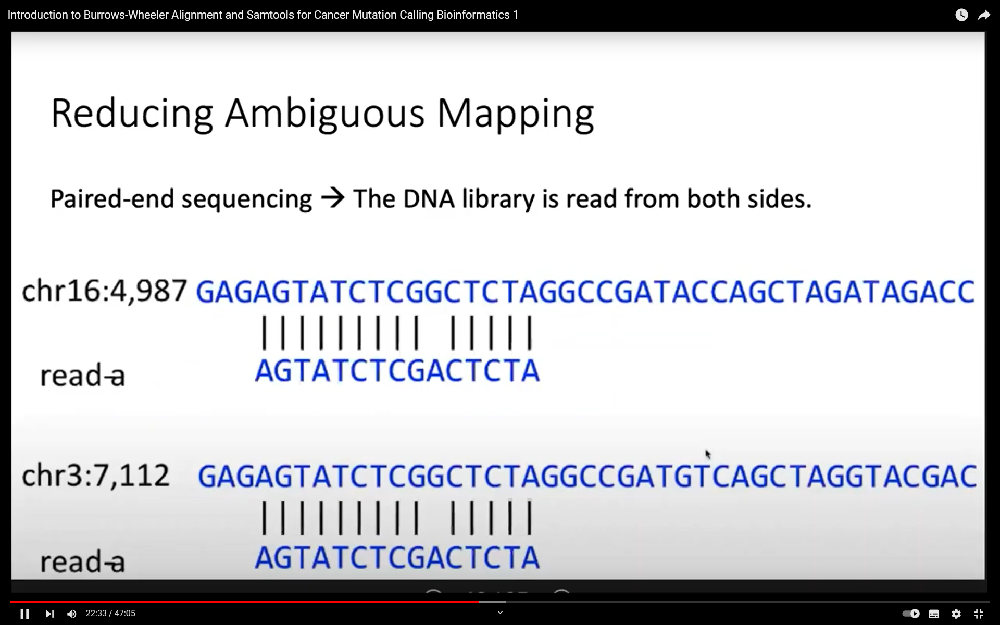 Introduction to Burrows-Wheeler Alignment and Samtools for Cancer Mutation Calling Bioinformatics 1
Reducing Ambiguous Mapping
Paired-end sequencing → The DNA library is read from both sides.
chr16:4,987 GAGAGTATCTCGGCTCTAGGCCGATACCAGCTAGATAGACC
read-a AGTATCTCGACTCTA
chr3:7,112 GAGAGTATCTCGGCTCTAGGCCGATGTCAGCTAGGTACGAC
read-a AGTATCTCGACTCTA
22:33 / 47:05